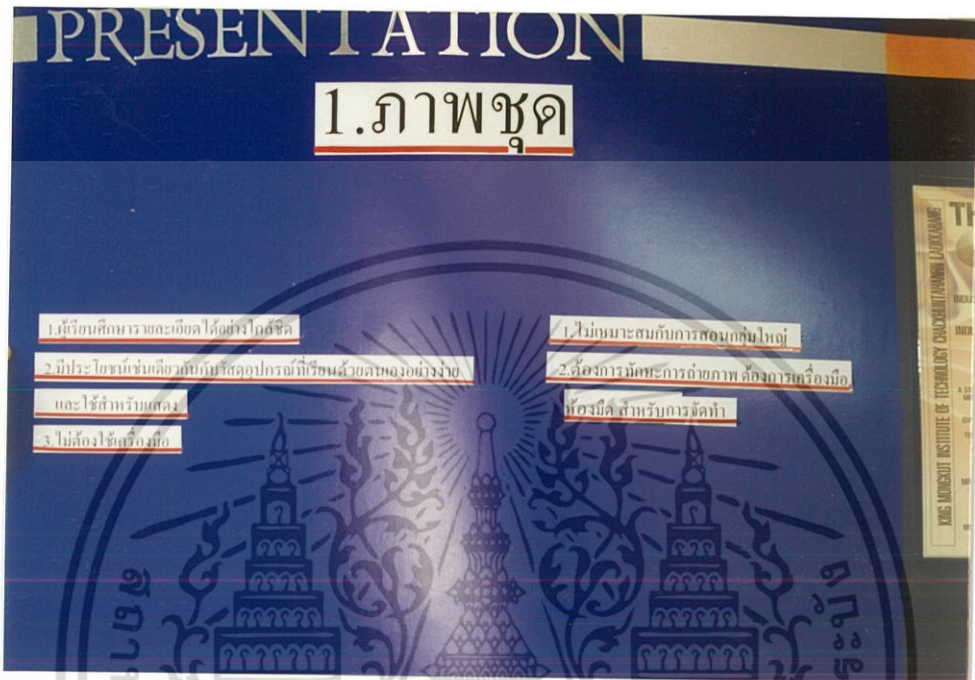 PRESENTATION
1.ภาพชุด
1.ผู้เรียนศึกษารายละเอียดได้อย่างใกล้ชิด
2.มีประโยชน์เช่นเดียวกันกับวัสดุอุปกรณ์ที่เรียนด้วยตนเองอย่างง่าย
และใช้สำหรับแสดง
3.ไม่ต้องใช้เครื่องมือ
1.ไม่เหมาะสมกับการสอนกลุ่มใหญ่
2.ต้องการทักษะการถ่ายภาพ ต้องการเครื่องมือ
ห้องมืด สำหรับการจัดทำ
KING MONGKUT INSTITUTE OF TECHNOLOGY CHAOKHUNTAHARN LADKRABANG